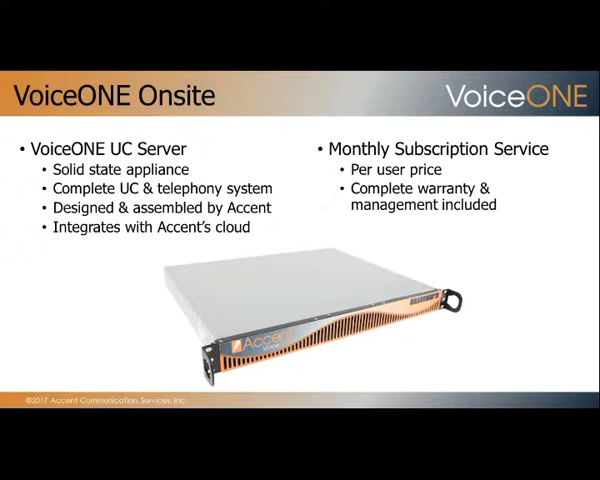 VoiceONE Onsite
VoiceONE
• VoiceONE UC Server
• Solid state appliance
• Complete UC & telephony system
• Designed & assembled by Accent
• Integrates with Accent's cloud
• Monthly Subscription Service
• Per user price
• Complete warranty &
management included
Accent
Voice
©2017 Accent Communication Services, Inc.